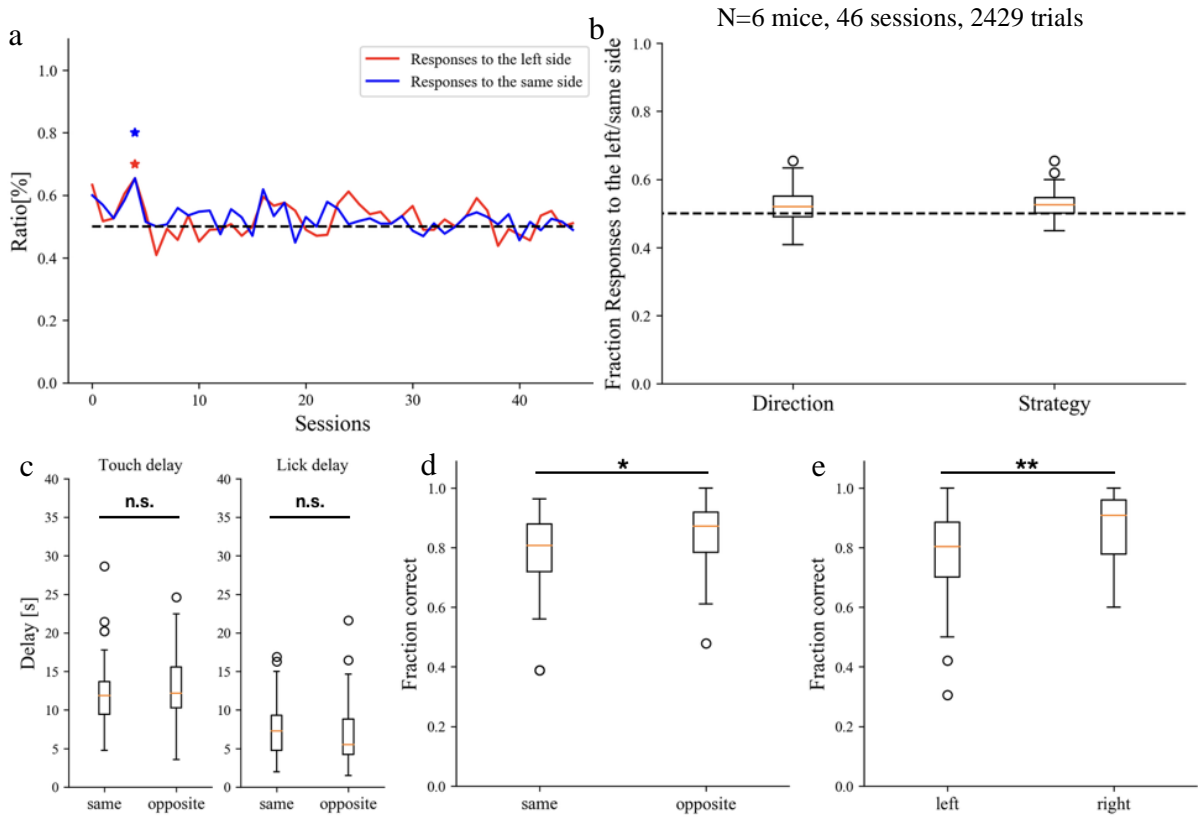 N=6 mice, 46 sessions, 2429 trials
a
Responses to the left side
Responses to the same side
Ratio[%]
1.0
0.8
0.6
0.4
0.2
0.0
0
10
20
30
40
Sessions
b
Fraction Responses to the left/same side
1.0
0.8
0.6
0.4
0.2
0.0
Direction
Strategy
c
Touch delay
n.s.
Delay [s]
40
35
30
25
20
15
10
5
0
same
opposite
Lick delay
n.s.
40
35
30
25
20
15
10
5
0
same
opposite
d
*
Fraction correct
1.0
0.8
0.6
0.4
0.2
0.0
same
opposite
e
**
Fraction correct
1.0
0.8
0.6
0.4
0.2
0.0
left
right